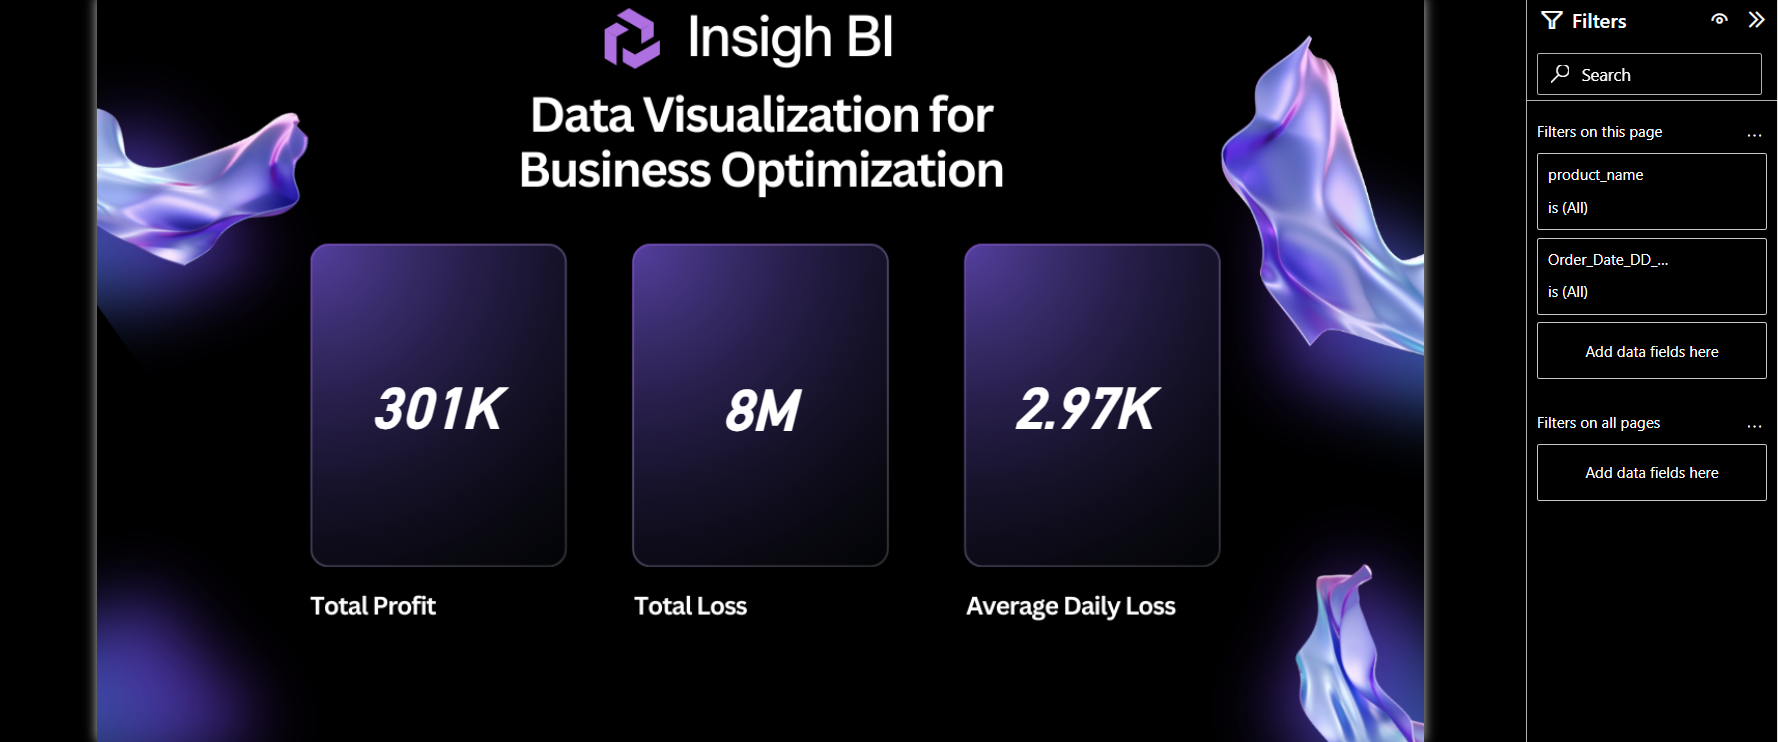 Insigh BI
Data Visualization for
Business Optimization
301K
8M
2.97K
Total Profit
Total Loss
Average Daily Loss
Filters
Search
Filters on this page
...
product_name
is (All)
Order_Date_DD_...
is (All)
Add data fields here
Filters on all pages
...
Add data fields here